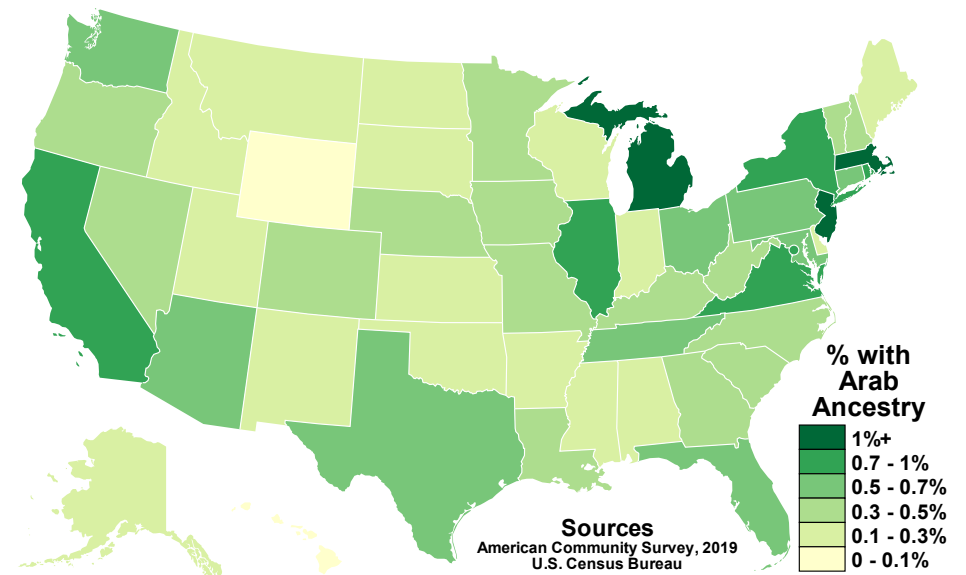 % with
Arab
Ancestry
1%+
0.7 - 1%
0.5 - 0.7%
0.3 - 0.5%
0.1 - 0.3%
0 - 0.1%
Sources
American Community Survey, 2019
U.S. Census Bureau